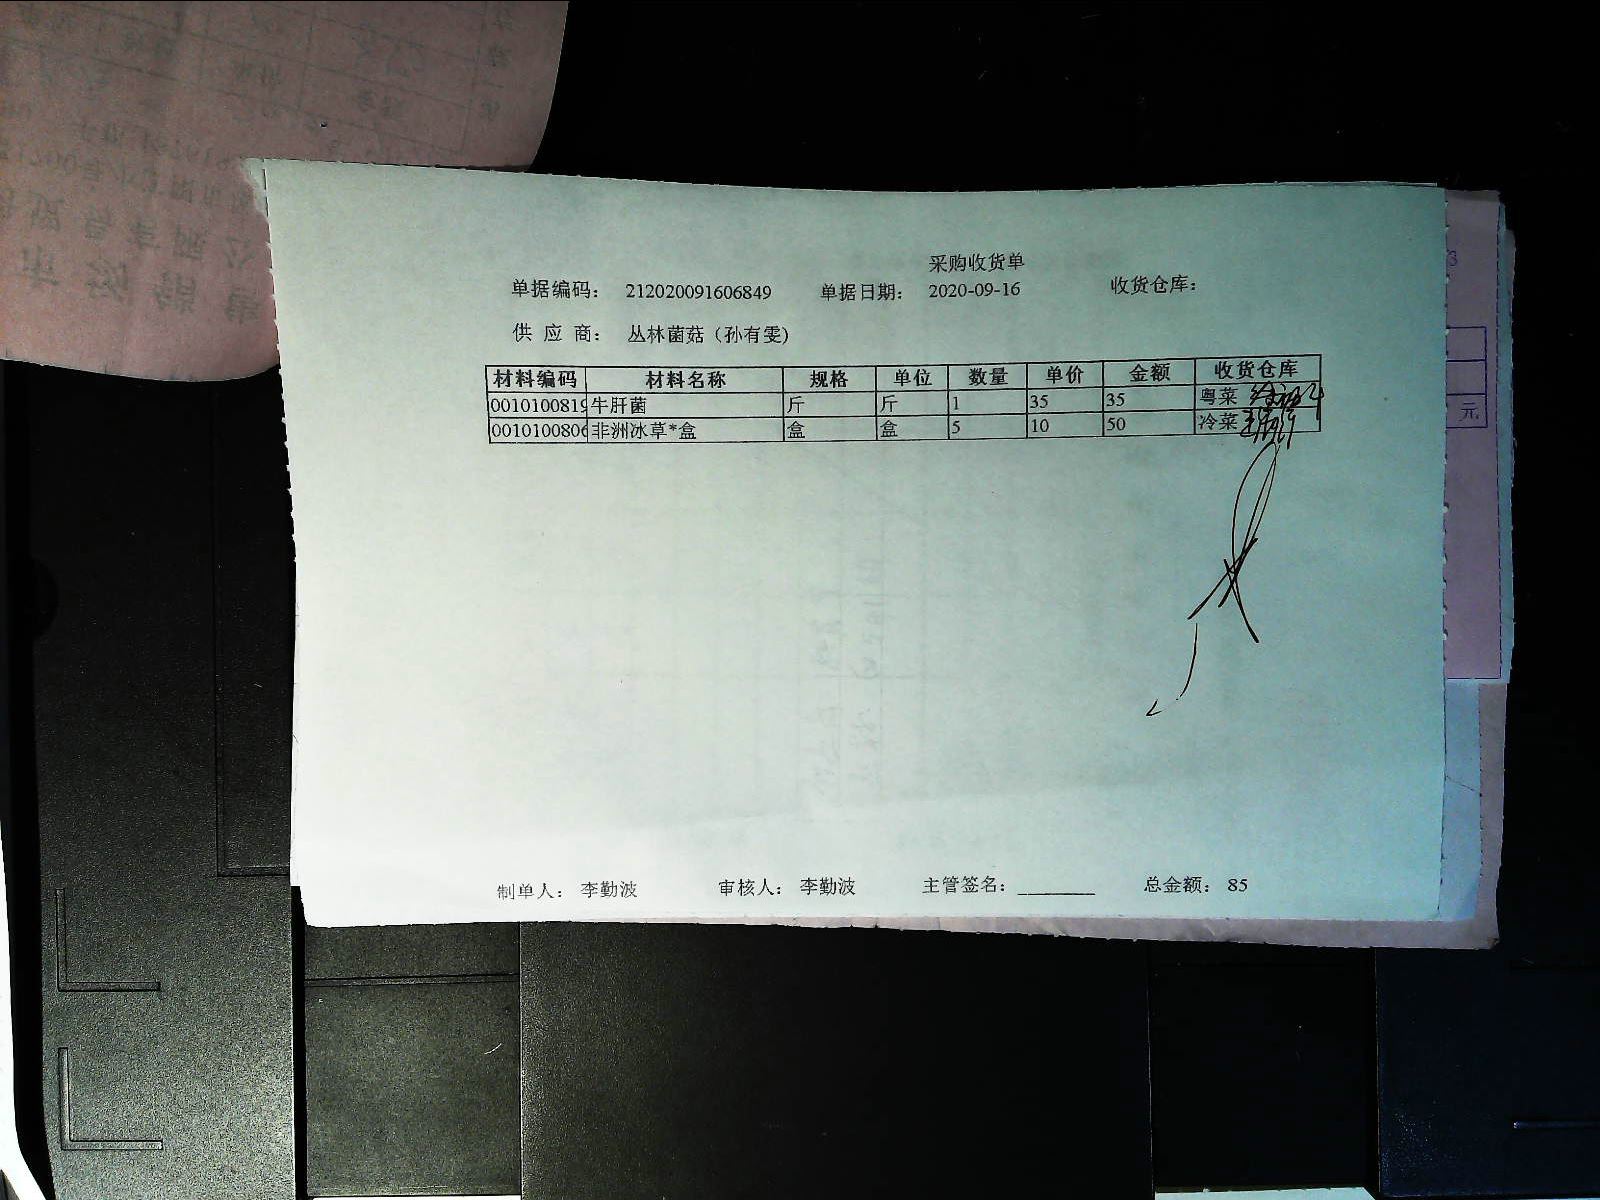 采购收货单
单据编码： 212020091606849 单据日期： 2020-09-16 收货仓库：
供 应 商： 丛林菌菇（孙有雯）
材料编码 材料名称 规格 单位 数量 单价 金额 收货仓库
0010100819 牛肝菌 斤 斤 1 35 35 粤菜
0010100806 非洲冰草*盒 盒 盒 5 10 50 冷菜
制单人： 李勤波 审核人： 李勤波 主管签名：________ 总金额： 85
元